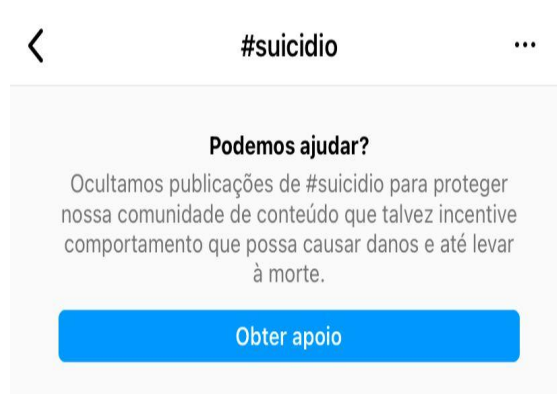 #suicidio
Podemos ajudar?
Ocultamos publicações de #suicidio para proteger
nossa comunidade de conteúdo que talvez incentive
comportamento que possa causar danos e até levar
à morte.
Obter apoio